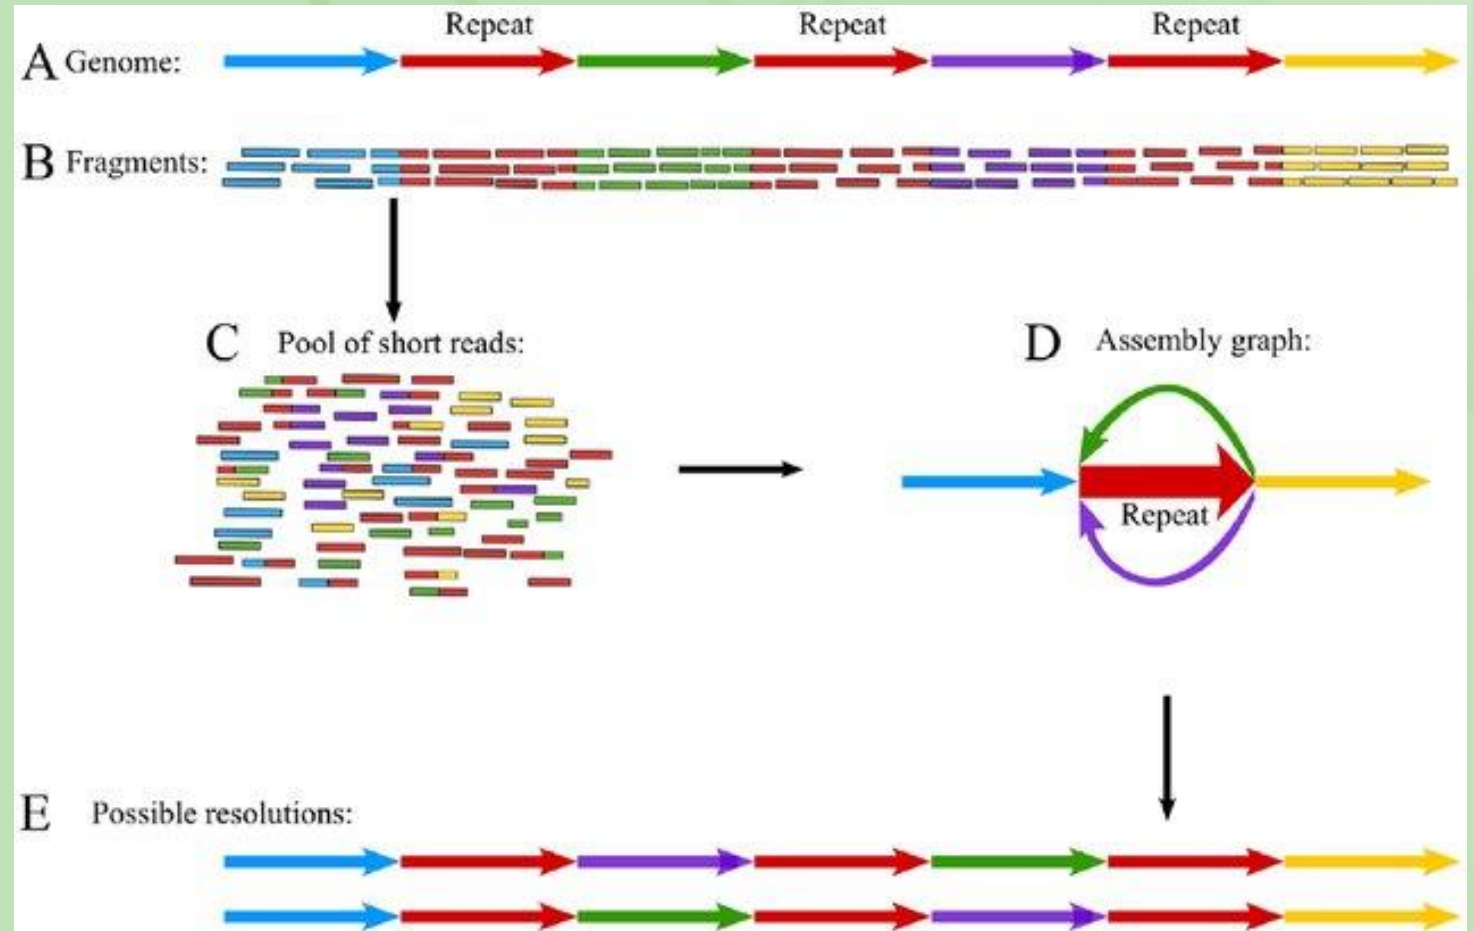 Repeat Repeat Repeat
A Genome:
B Fragments:
C Pool of short reads:
D Assembly graph:
Repeat
E Possible resolutions: